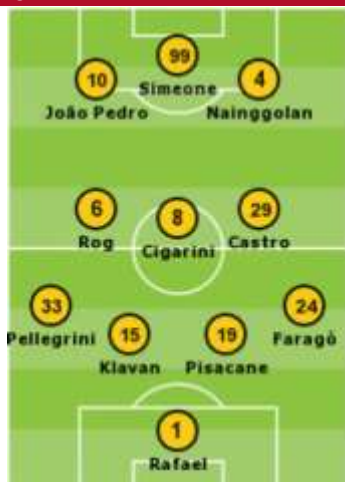 99
Simeone
10
João Pedro
4
Nainggolan
6
Rog
8
Cigarini
29
Castro
33
Pellegrini
15
Klavan
19
Pisacane
24
Faragò
1
Rafael